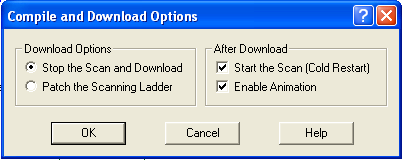 Compile and Download Options
Download Options
Stop the Scan and Download
Patch the Scanning Ladder
After Download
Start the Scan (Cold Restart)
Enable Animation
OK
Cancel
Help